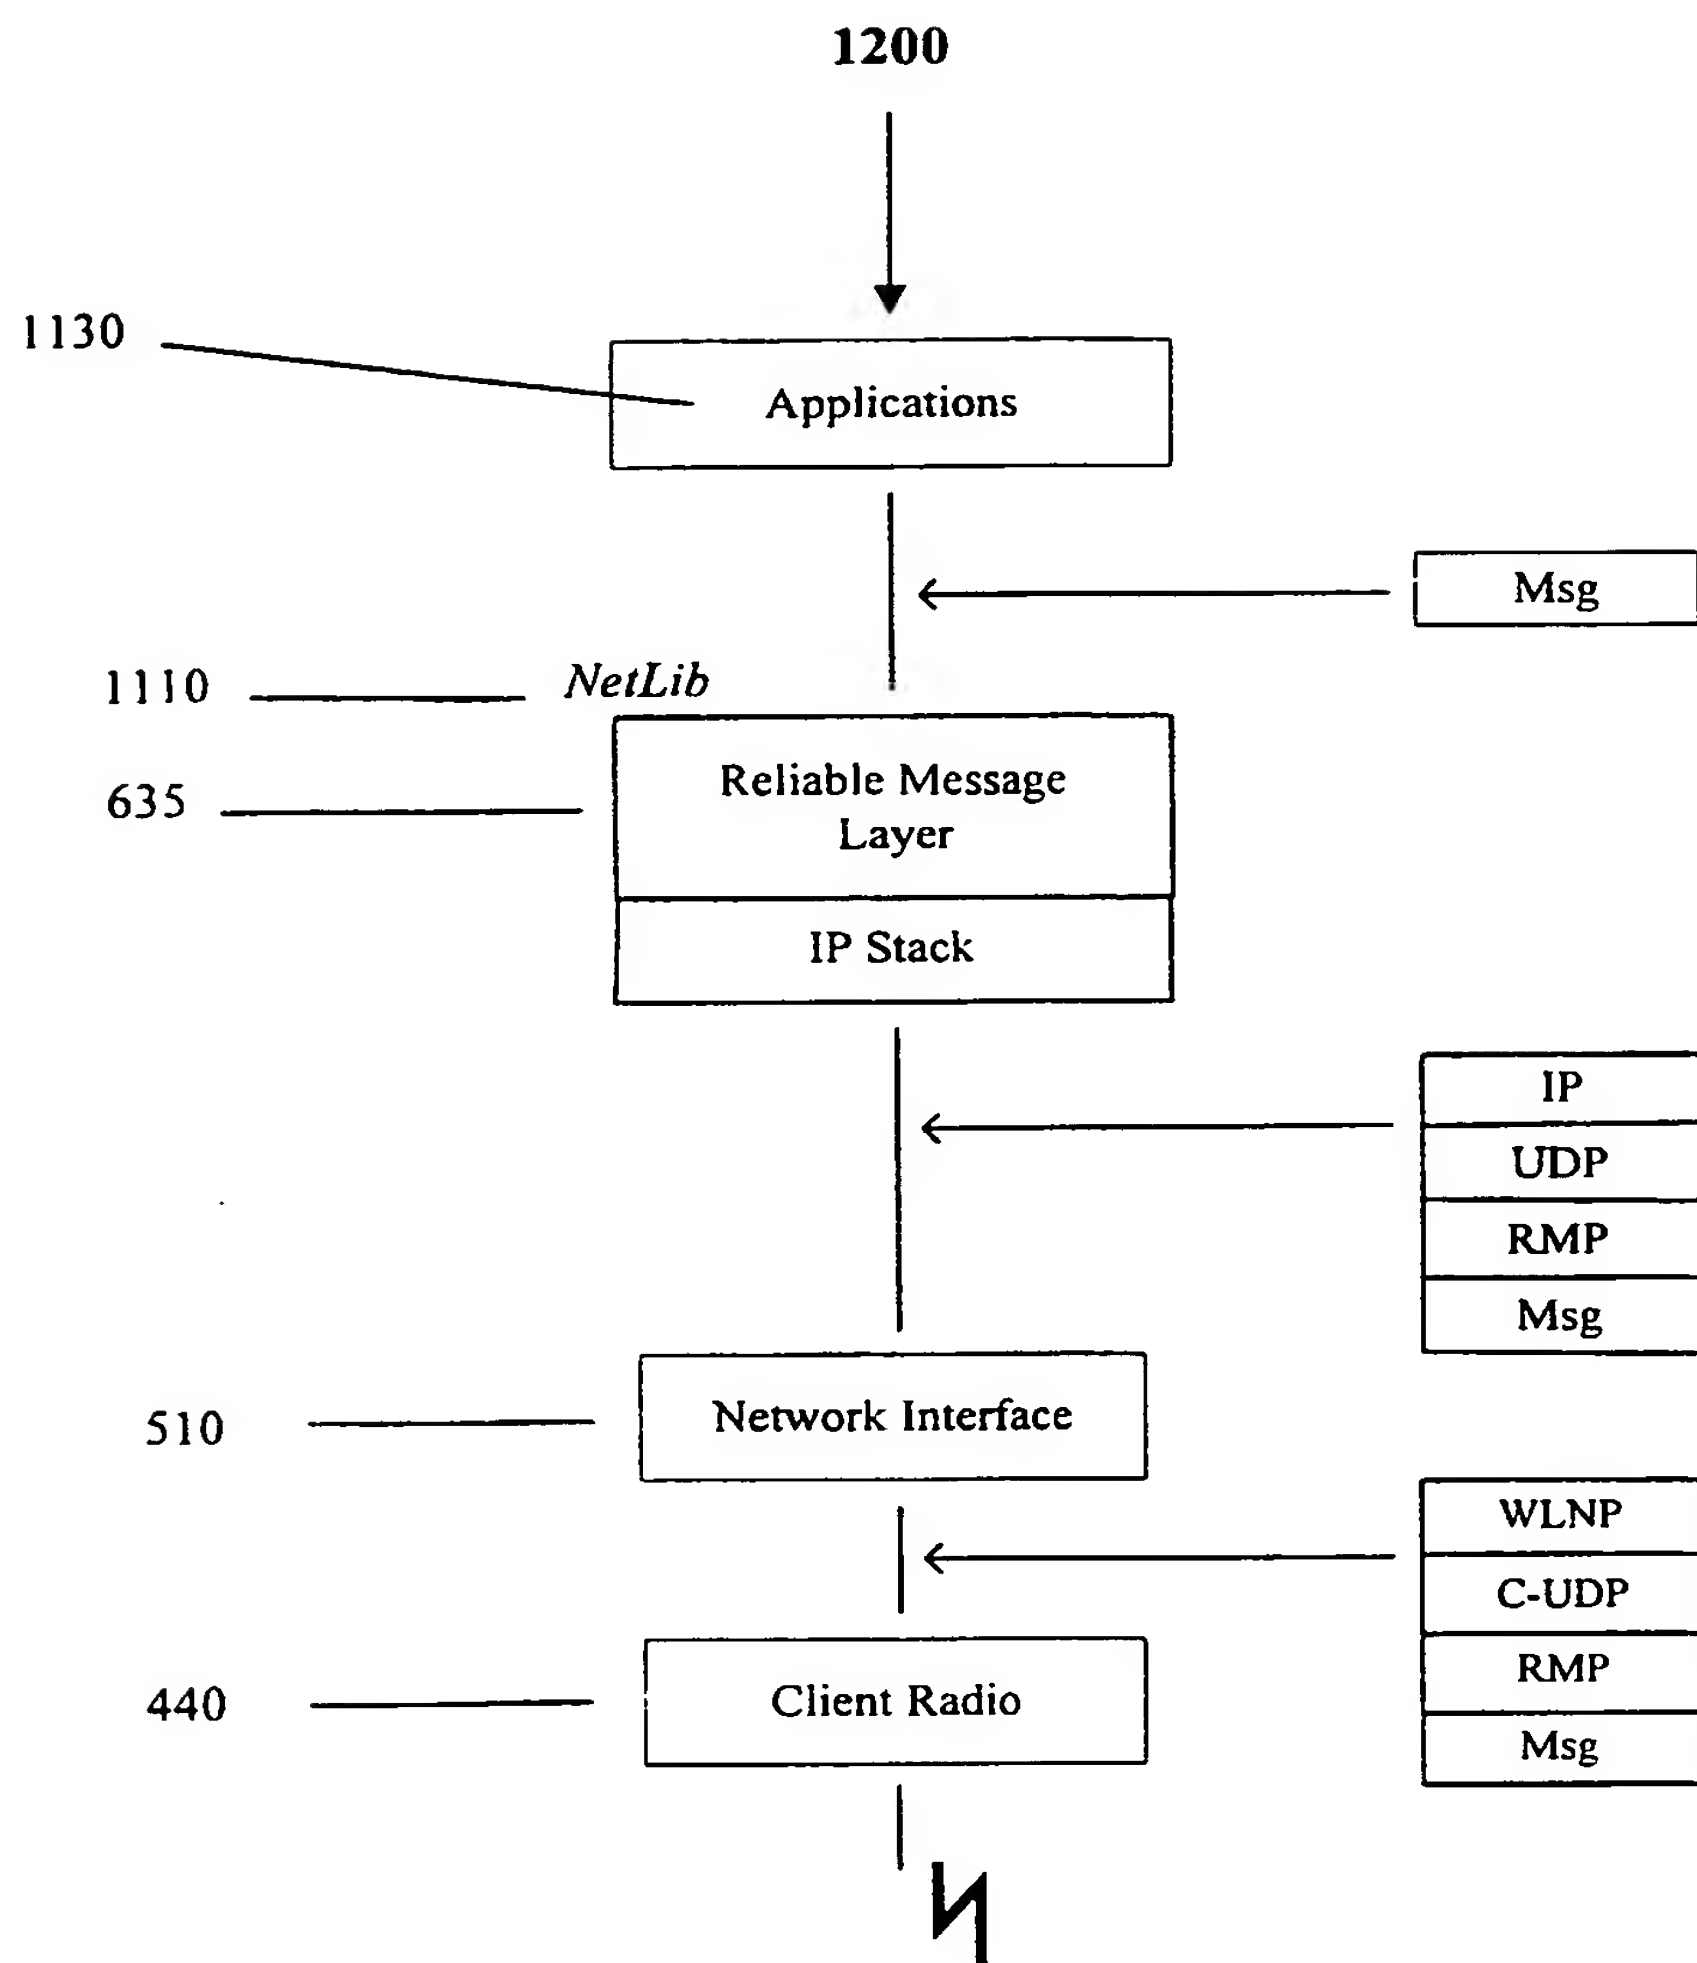 1200
1130
Applications
Msg
1110
NetLib
635
Reliable Message
Layer
IP Stack
IP
UDP
RMP
Msg
510
Network Interface
WLNP
C-UDP
RMP
Msg
440
Client Radio